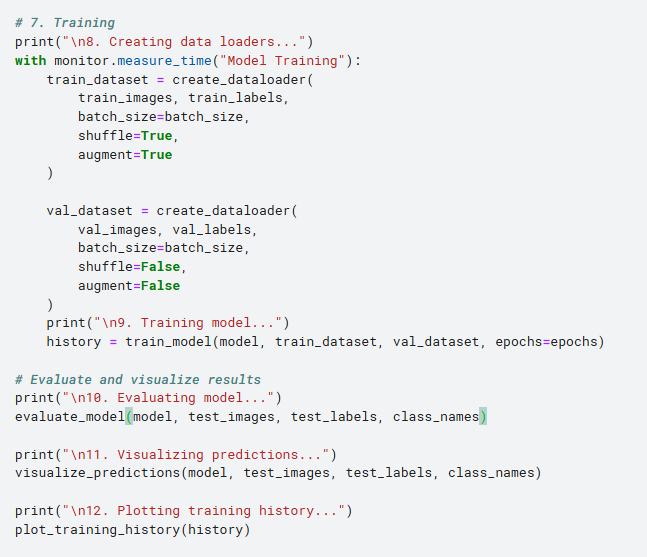 # 7. Training
print("\n8. Creating data loaders...")
with monitor.measure_time("Model Training"):
    train_dataset = create_dataloader(
        train_images, train_labels,
        batch_size=batch_size,
        shuffle=True,
        augment=True
    )

    val_dataset = create_dataloader(
        val_images, val_labels,
        batch_size=batch_size,
        shuffle=False,
        augment=False
    )
    print("\n9. Training model...")
    history = train_model(model, train_dataset, val_dataset, epochs=epochs)

# Evaluate and visualize results
print("\n10. Evaluating model...")
evaluate_model(model, test_images, test_labels, class_names)

print("\n11. Visualizing predictions...")
visualize_predictions(model, test_images, test_labels, class_names)

print("\n12. Plotting training history...")
plot_training_history(history)